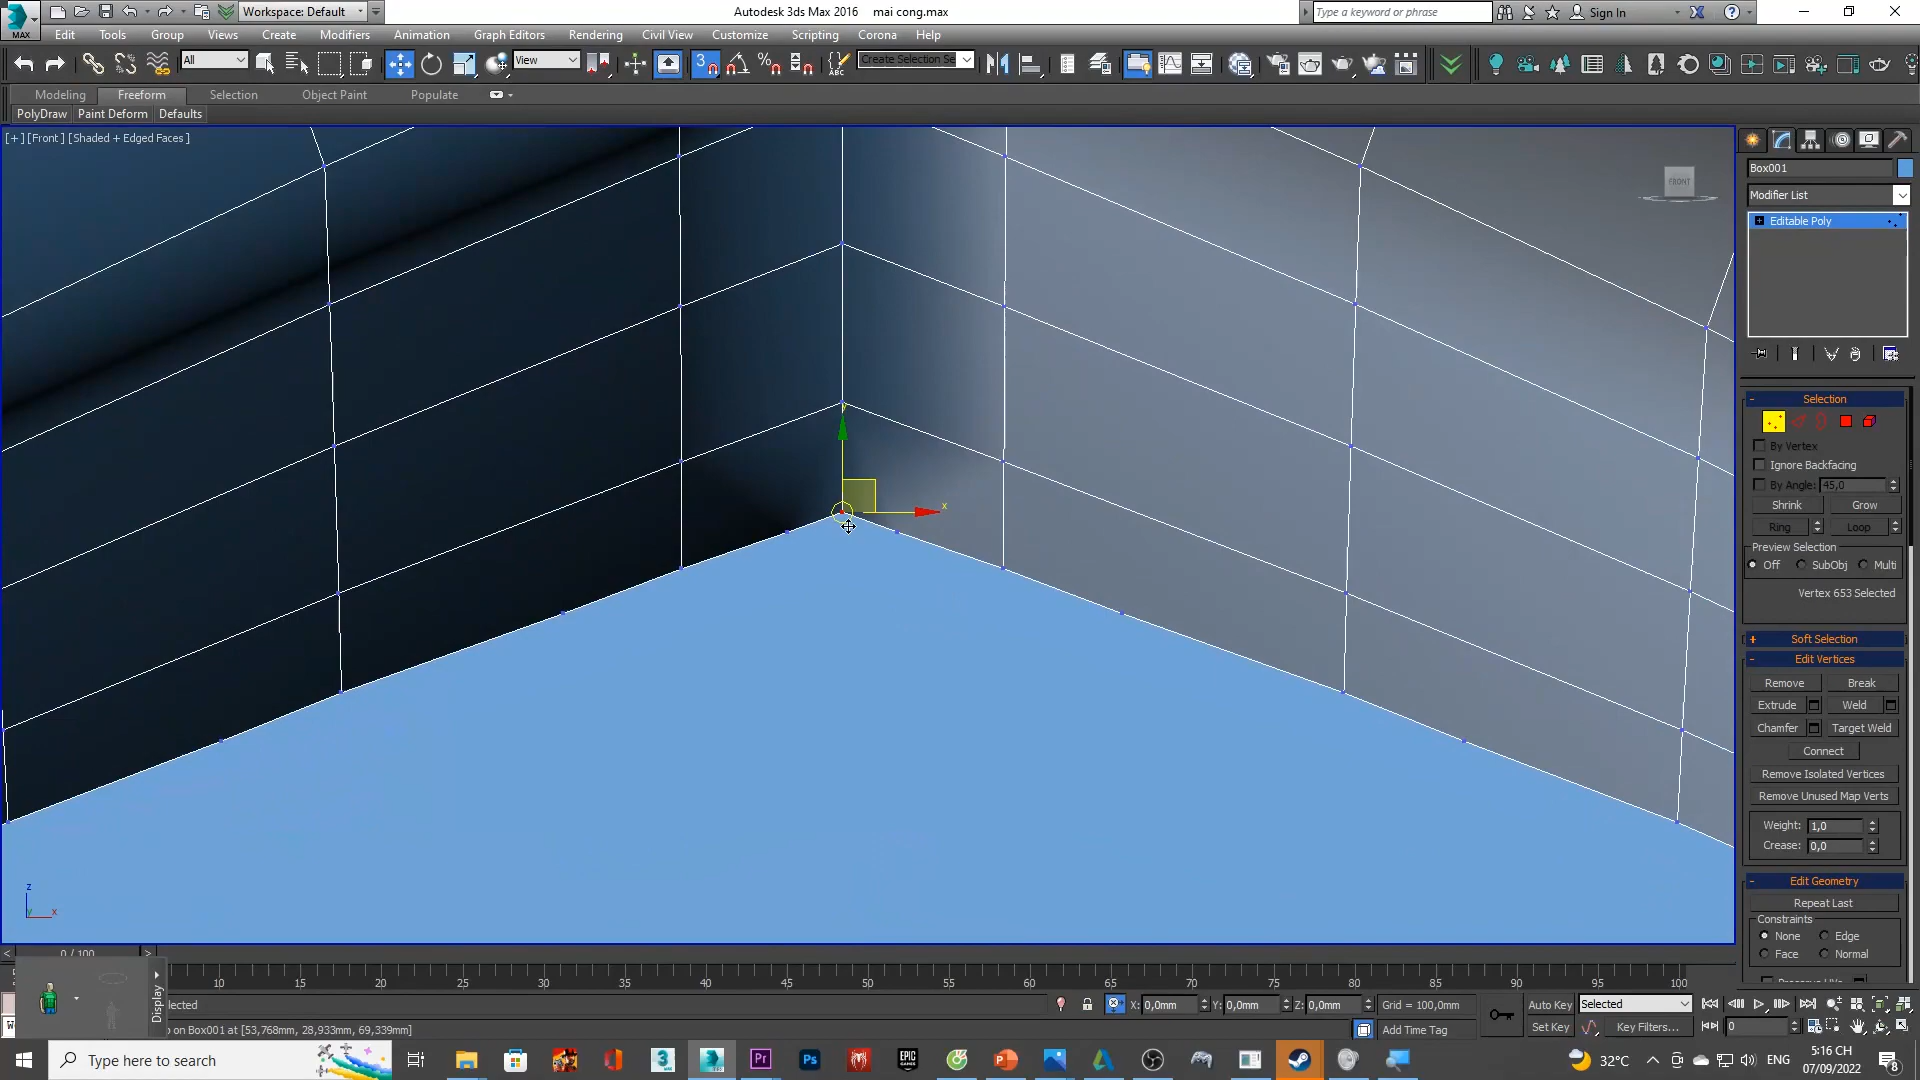 Workspace: Default
Autodesk 3ds Max 2016 mai cong.max
Type a keyword or phrase
Sign In
Edit Tools Group Views Create Modifiers Animation Graph Editors Rendering Civil View Customize Scripting Corona Help
All
View
3
ABC
Create Selection Se
Modeling Freeform Selection Object Paint Populate
PolyDraw Paint Deform Defaults
[+] [Front] [Shaded + Edged Faces ]
FRONT
Box001
Modifier List
Editable Poly
Selection
By Vertex
Ignore Backfacing
By Angle: 45,0
Shrink Grow
Ring Loop
Preview Selection
Off SubObj Multi
Vertex 653 Selected
Soft Selection
Edit Vertices
Remove Break
Extrude Weld
Chamfer Target Weld
Connect
Remove Isolated Vertices
Remove Unused Map Verts
Weight: 1,0
Crease: 0,0
Edit Geometry
Repeat Last
Constraints
None Edge
Face Normal
y
x
z
y x
0 / 100
10 15 20 25 30 35 40 45 50 55 60 65 70 75 80 85 90 95 100
Display
lected
X: 0,0mm Y: 0,0mm Z: 0,0mm Grid = 100,0mm
Auto Key Selected
p on Box001 at [53,768mm, 28,933mm, 69,339mm]
Add Time Tag
Set Key Key Filters... 0
Type here to search
32°C ENG
5:16 CH
07/09/2022
8